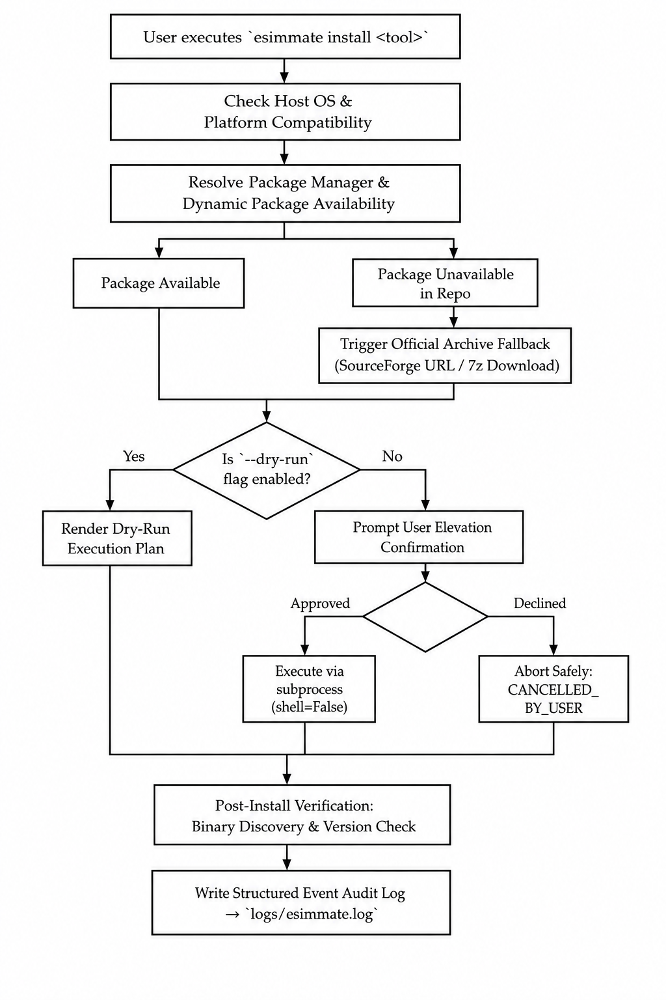 User executes `esimmate install <tool>`
Check Host OS &
Platform Compatibility
Resolve Package Manager &
Dynamic Package Availability
Package Available
Package Unavailable
in Repo
Trigger Official Archive Fallback
(SourceForge URL / 7z Download)
Is `--dry-run`
flag enabled?
Yes
No
Render Dry-Run
Execution Plan
Prompt User Elevation
Confirmation
Approved
Declined
Execute via
subprocess
(shell=False)
Abort Safely:
CANCELLED_
BY_USER
Post-Install Verification:
Binary Discovery & Version Check
Write Structured Event Audit Log
→ `logs/esimmate.log`